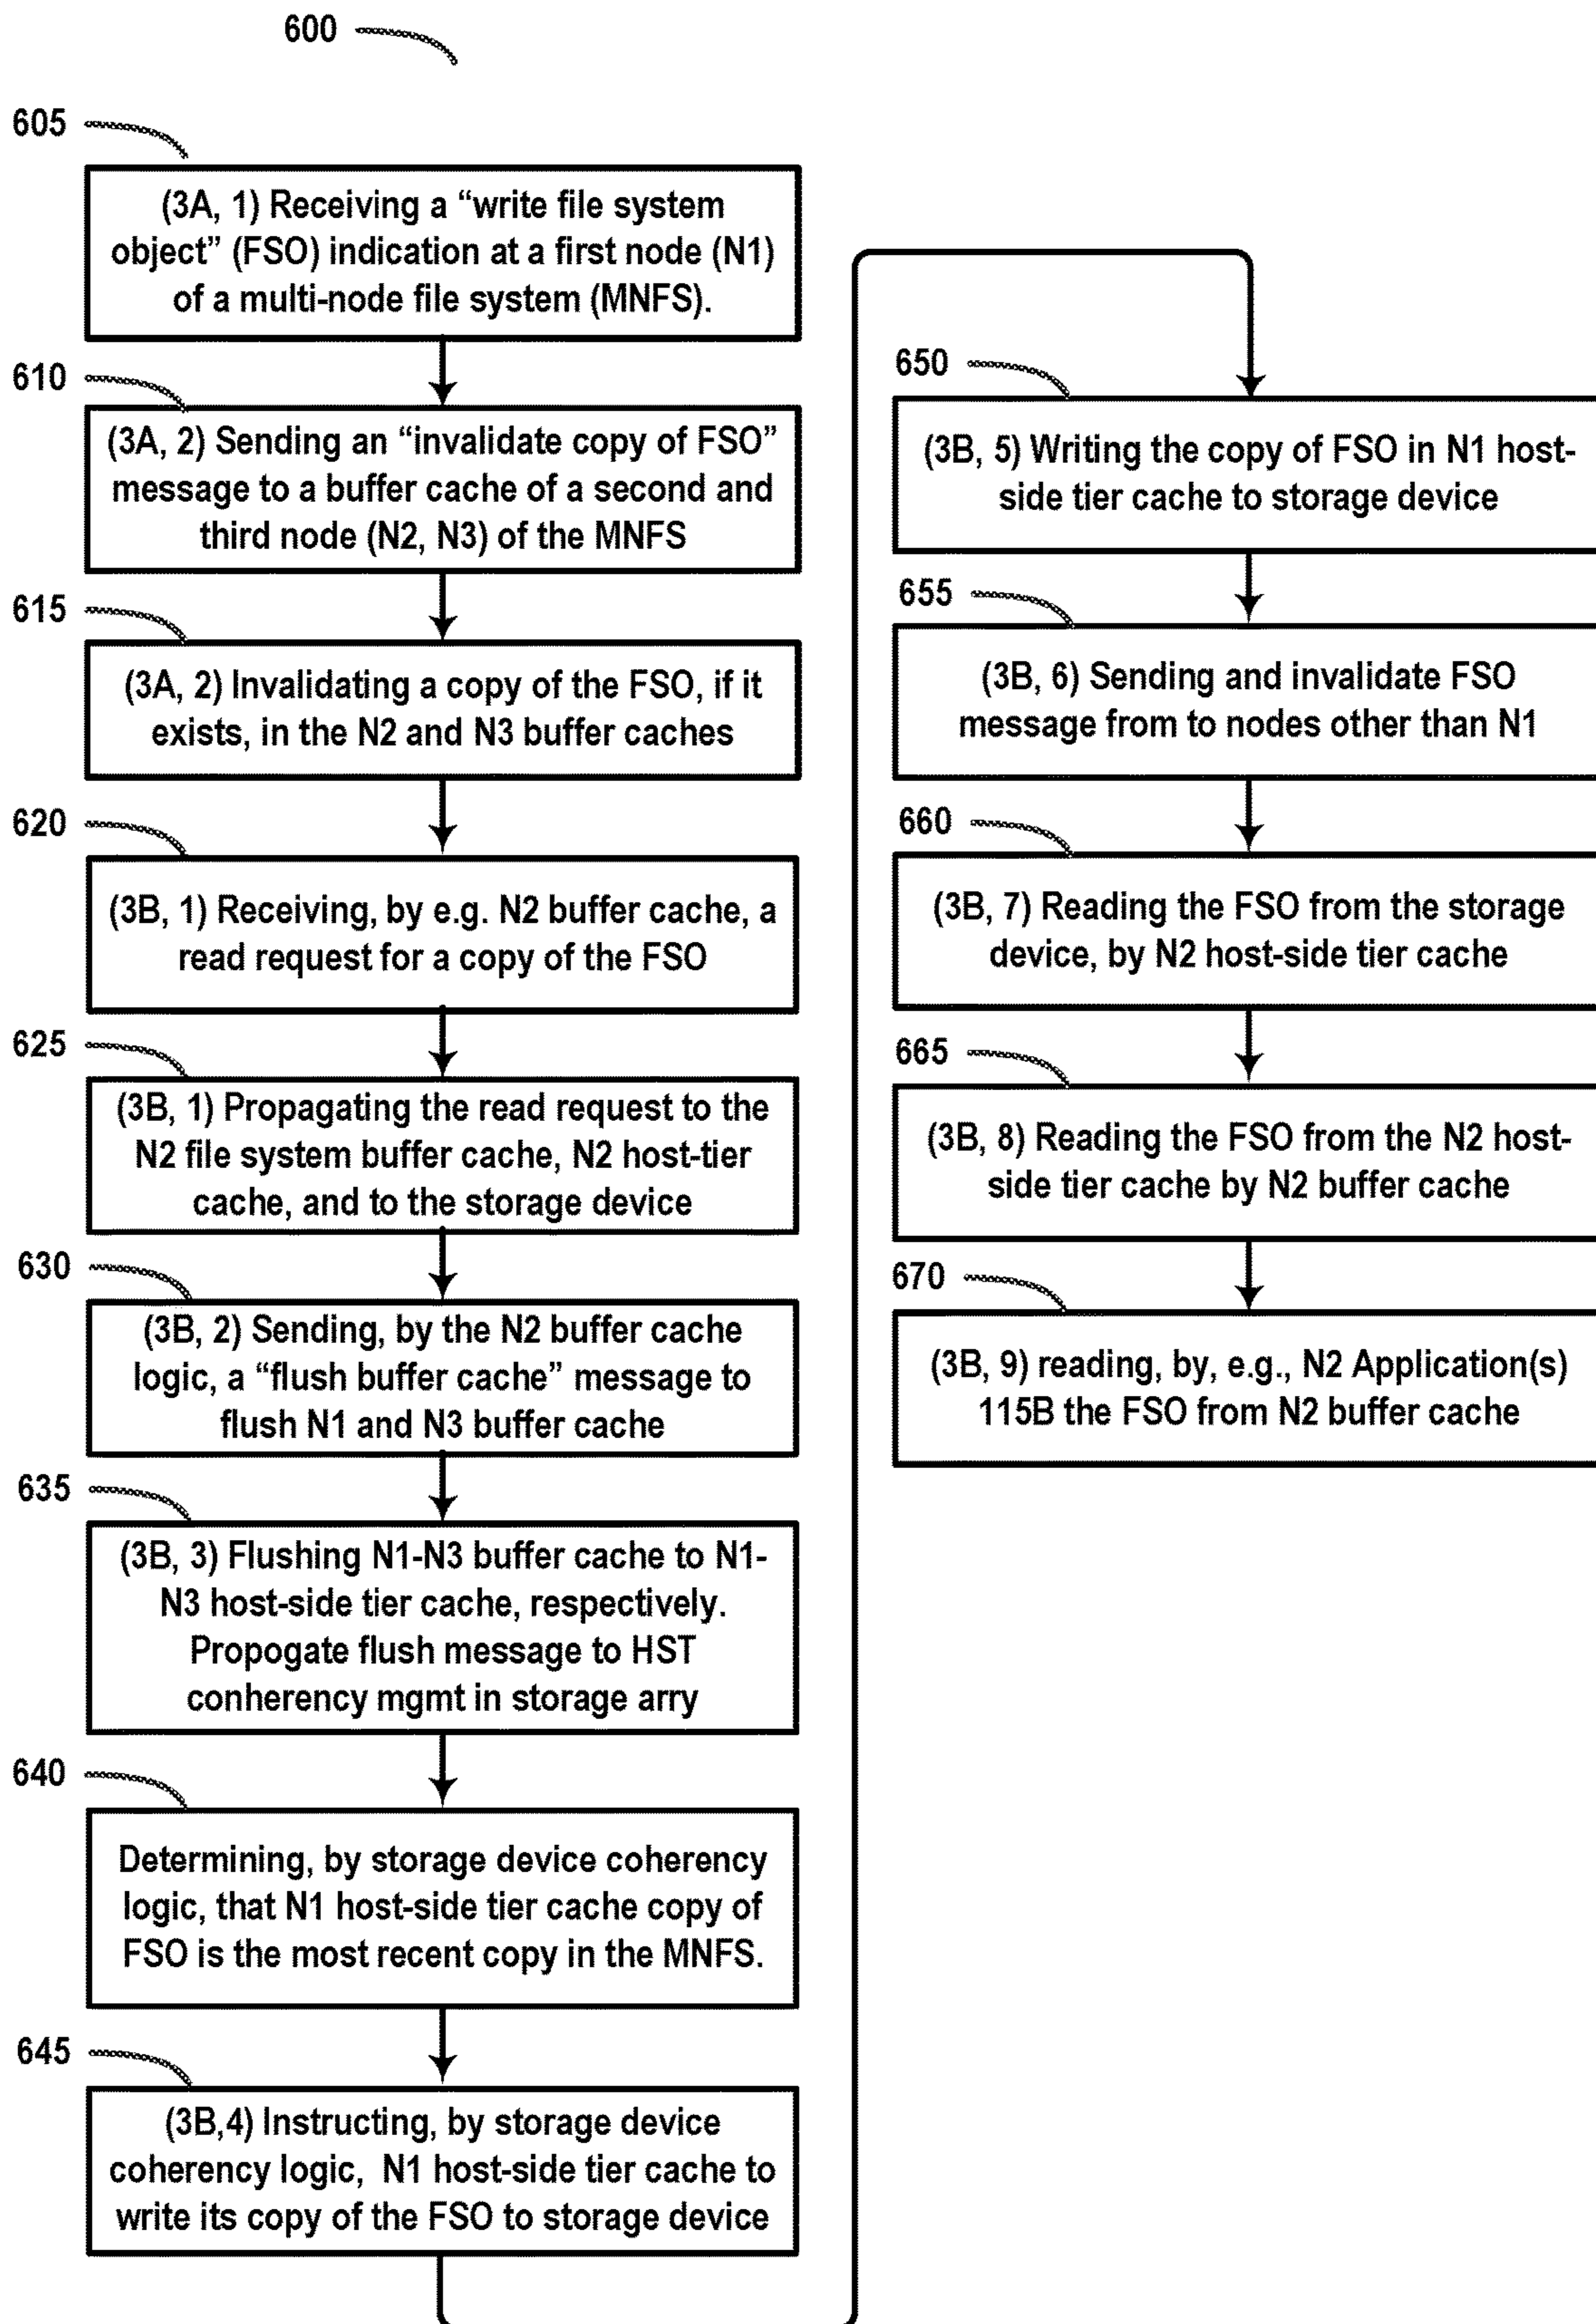 600
605
(3A, 1) Receiving a “write file system
object” (FSO) indication at a first node (N1)
of a multi-node file system (MNFS).
610
(3A, 2) Sending an “invalidate copy of FSO”
message to a buffer cache of a second and
third node (N2, N3) of the MNFS
615
(3A, 2) Invalidating a copy of the FSO, if it
exists, in the N2 and N3 buffer caches
620
(3B, 1) Receiving, by e.g. N2 buffer cache, a
read request for a copy of the FSO
625
(3B, 1) Propagating the read request to the
N2 file system buffer cache, N2 host-tier
cache, and to the storage device
630
(3B, 2) Sending, by the N2 buffer cache
logic, a “flush buffer cache” message to
flush N1 and N3 buffer cache
635
(3B, 3) Flushing N1-N3 buffer cache to N1-
N3 host-side tier cache, respectively.
Propogate flush message to HST
conherency mgmt in storage arry
640
Determining, by storage device coherency
logic, that N1 host-side tier cache copy of
FSO is the most recent copy in the MNFS.
645
(3B,4) Instructing, by storage device
coherency logic, N1 host-side tier cache to
write its copy of the FSO to storage device
650
(3B, 5) Writing the copy of FSO in N1 host-
side tier cache to storage device
655
(3B, 6) Sending and invalidate FSO
message from to nodes other than N1
660
(3B, 7) Reading the FSO from the storage
device, by N2 host-side tier cache
665
(3B, 8) Reading the FSO from the N2 host-
side tier cache by N2 buffer cache
670
(3B, 9) reading, by, e.g., N2 Application(s)
115B the FSO from N2 buffer cache